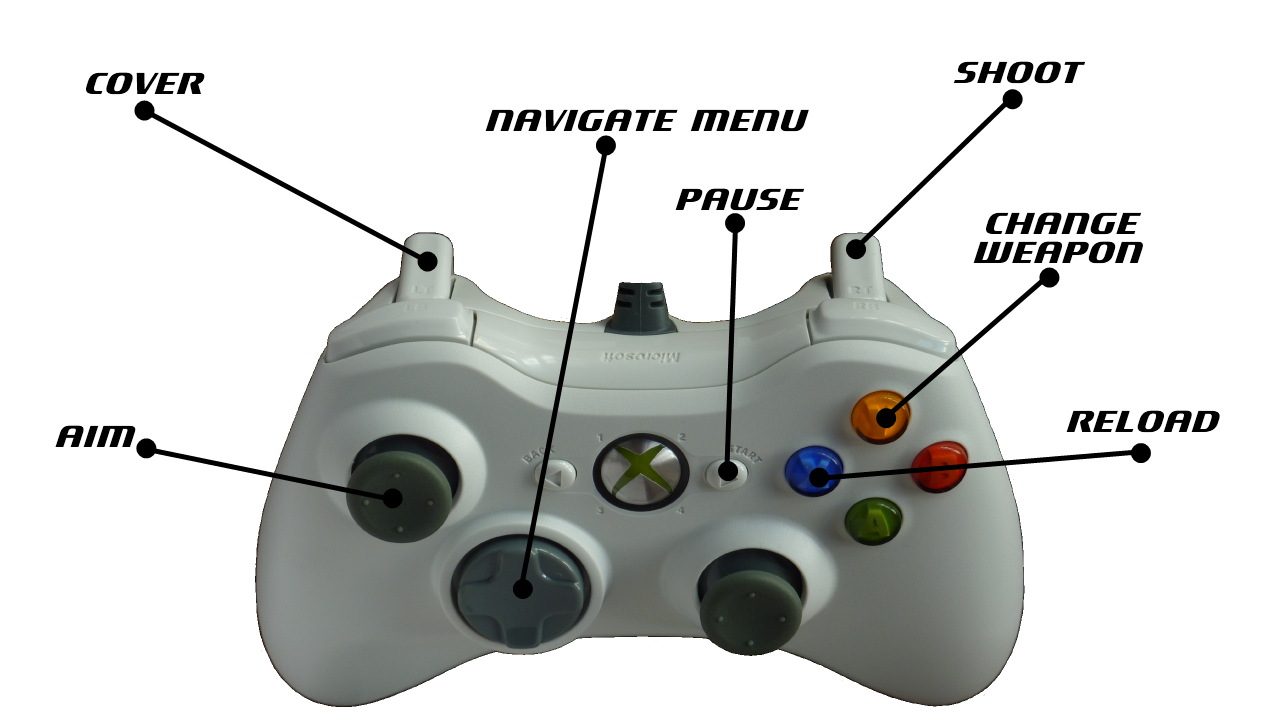 COVER
SHOOT
NAVIGATE MENU
PAUSE
CHANGE
WEAPON
AIM
RELOAD
Microsoft
BACK
START
1
2
3
4
A